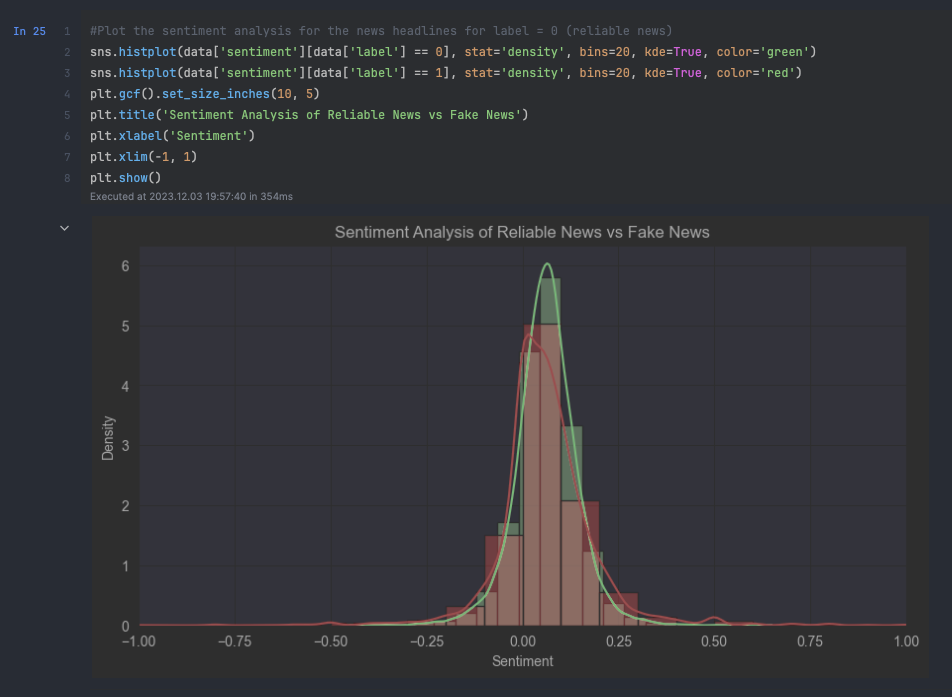 In 25
1 #Plot the sentiment analysis for the news headlines for label = 0 (reliable news)
2 sns.histplot(data['sentiment'][data['label'] == 0], stat='density', bins=20, kde=True, color='green')
3 sns.histplot(data['sentiment'][data['label'] == 1], stat='density', bins=20, kde=True, color='red')
4 plt.gcf().set_size_inches(10, 5)
5 plt.title('Sentiment Analysis of Reliable News vs Fake News')
6 plt.xlabel('Sentiment')
7 plt.xlim(-1, 1)
8 plt.show()
Executed at 2023.12.03 19:57:40 in 354ms
Sentiment Analysis of Reliable News vs Fake News
6
5
4
3
2
1
0
Density
−1.00 −0.75 −0.50 −0.25 0.00 0.25 0.50 0.75 1.00
Sentiment